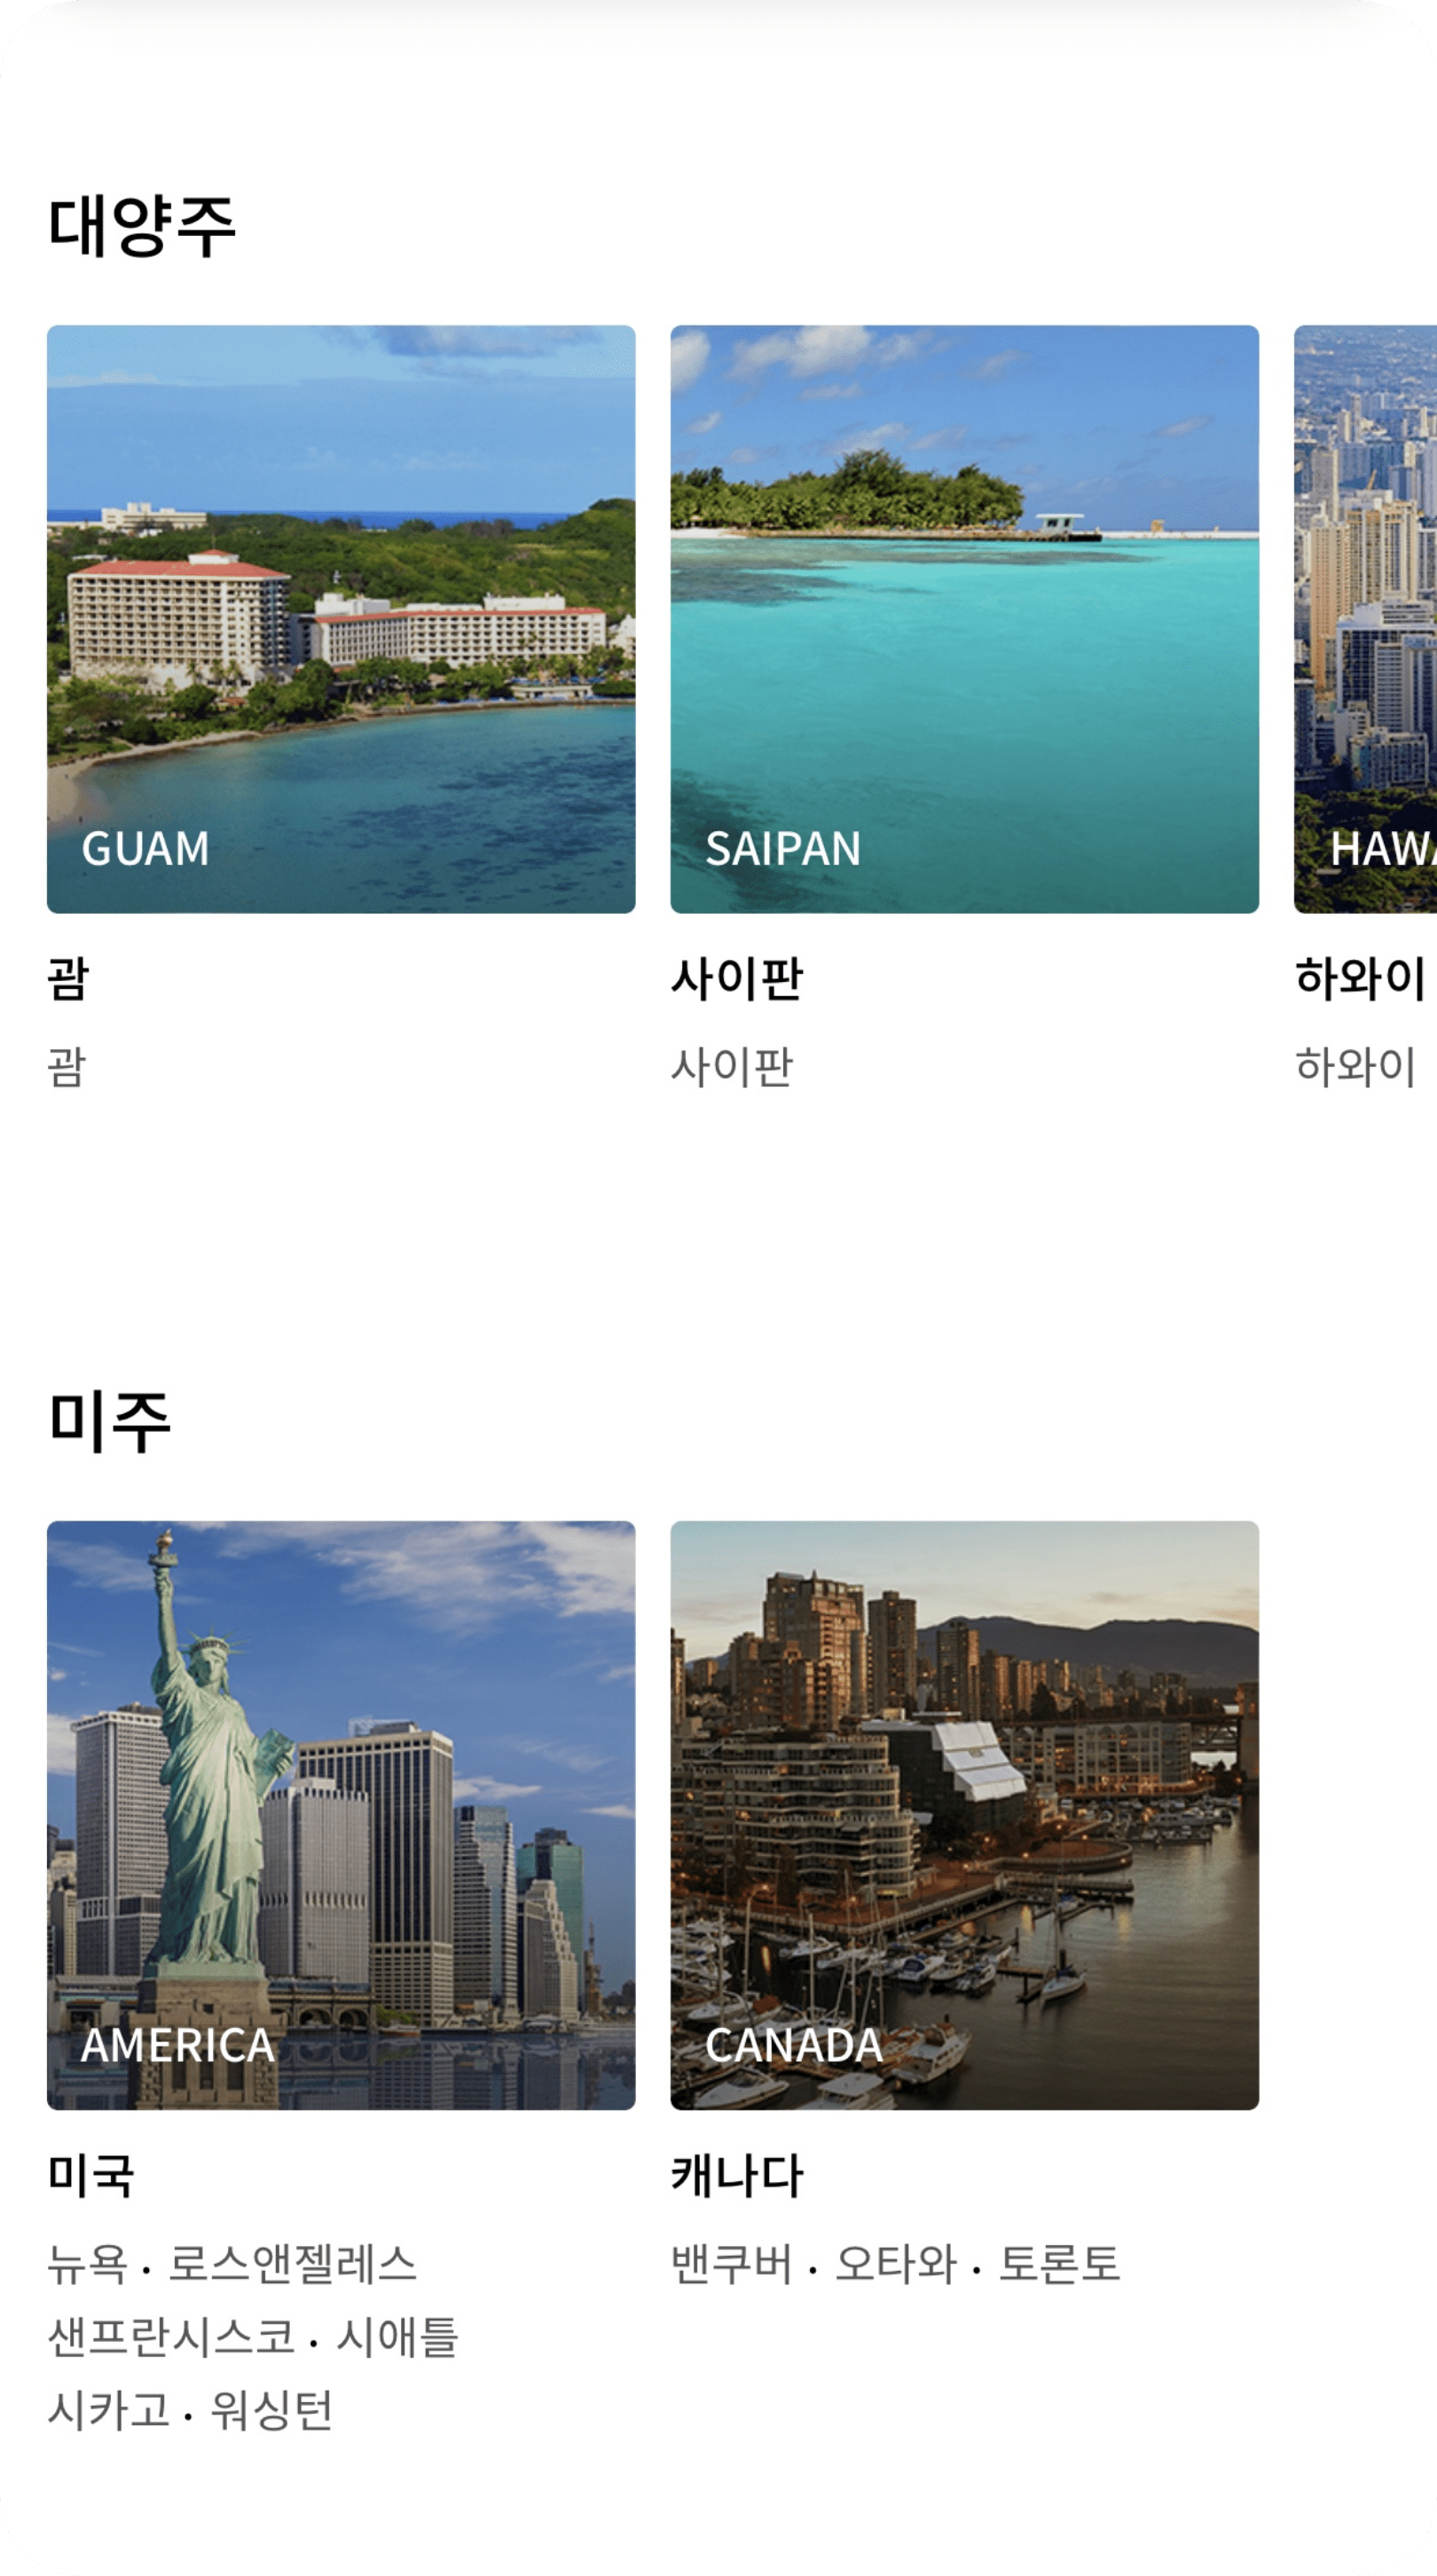 대양주
GUAM
SAIPAN
괌
사이판
하와이
괌
사이판
하와이
미주
AMERICA
CANADA
미국
캐나다
뉴욕 · 로스앤젤레스
샌프란시스코 · 시애틀
시카고 · 워싱턴
밴쿠버 · 오타와 · 토론토